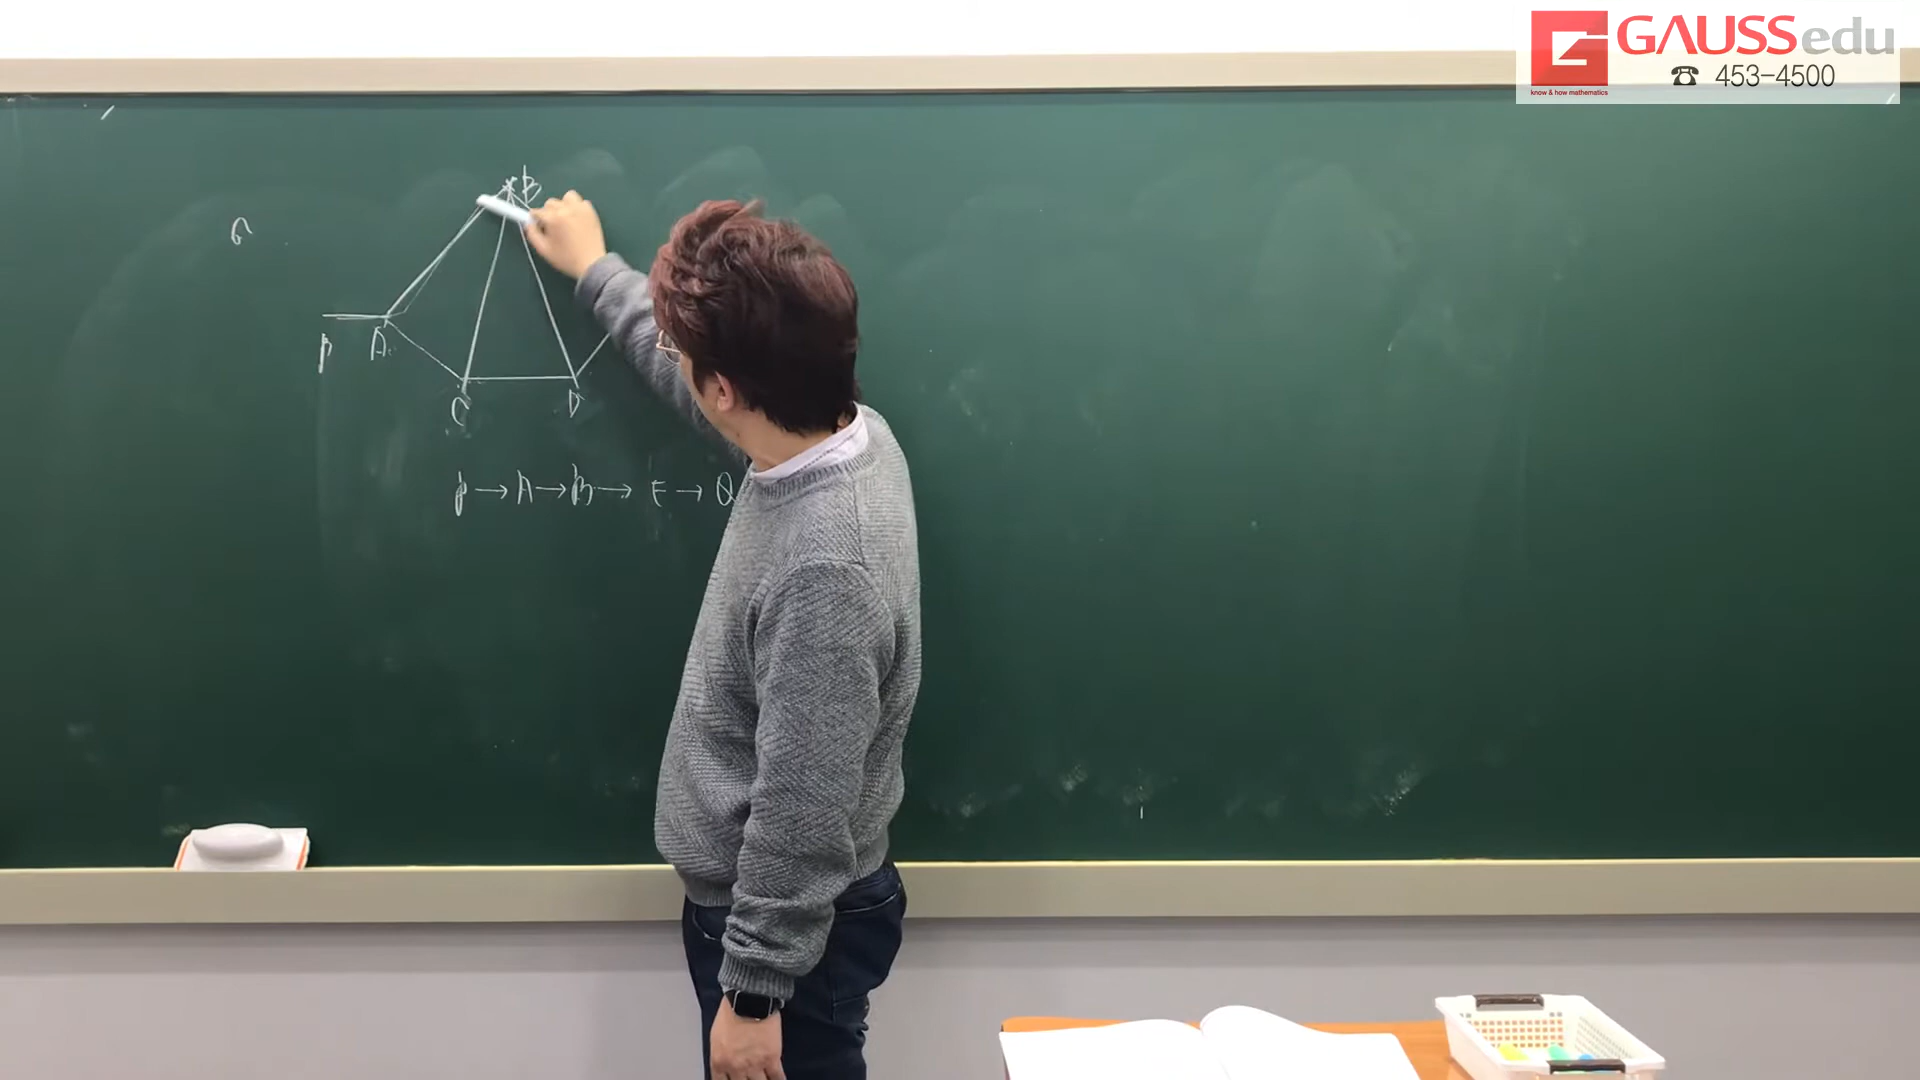 GAUSSedu
know & how mathematics
☎ 453-4500
B
P
A
C
D
P → A → B → E → Q